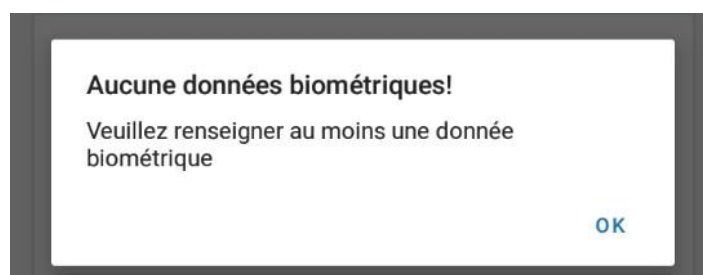 Aucune données biométriques!
Veuillez renseigner au moins une donnée
biométrique
OK